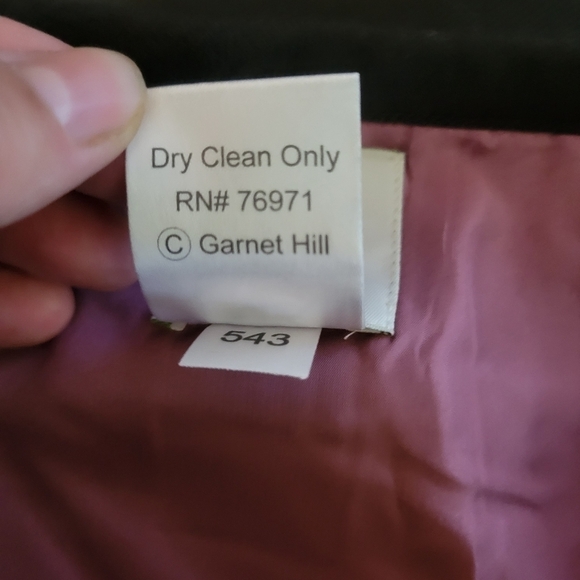 Dry Clean Only
RN# 76971
Ⓒ Garnet Hill
543